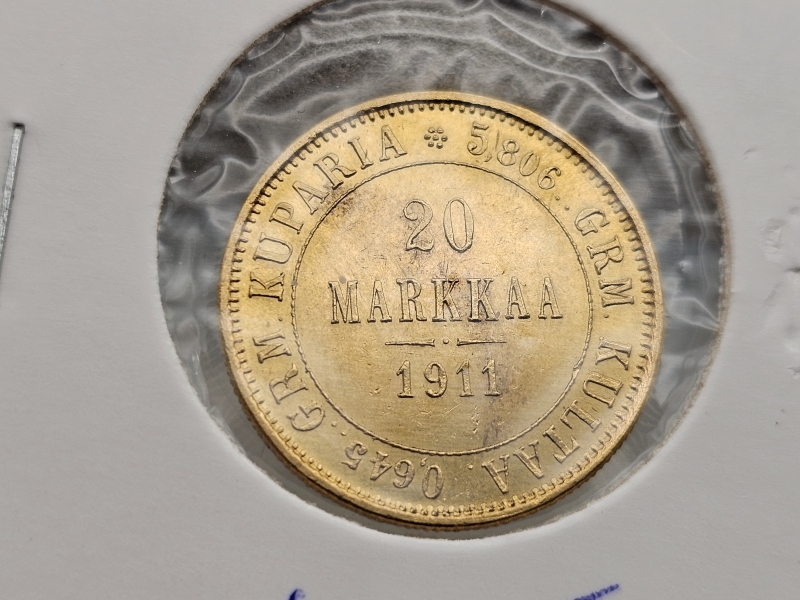 20
MARKKAA
1911
5,806.. GRM. KULTAA. 0,645.. GRM. KUPARIA